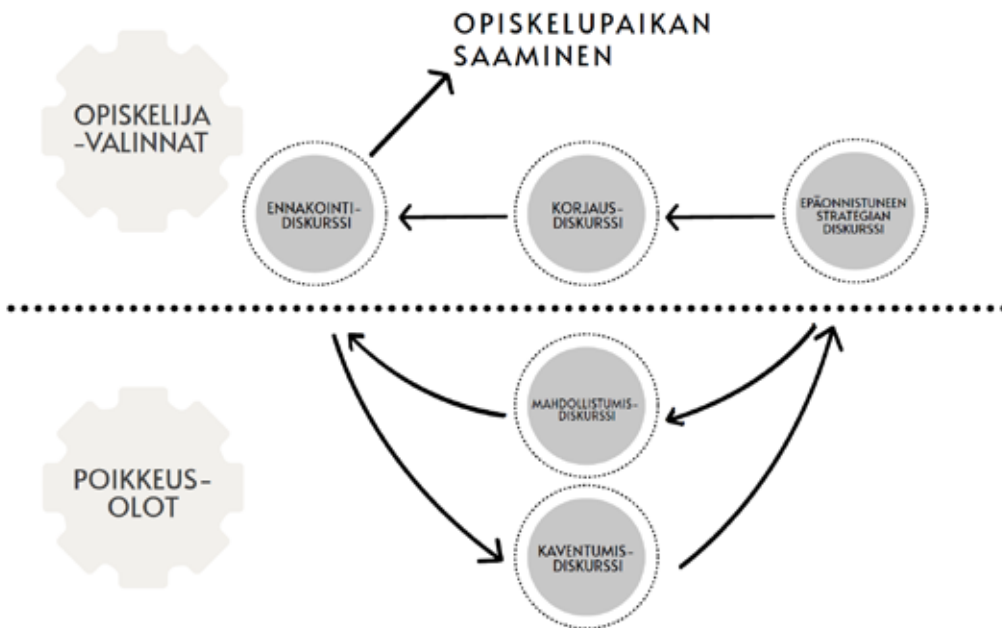 OPISKELUPAIKAN
SAAMINEN
OPISKELIJA
-VALINNAT
ENNAKOINTI-
DISKURSSI
KORJAUS-
DISKURSSI
EPÄONNISTUNEEN
STRATEGIAN
DISKURSSI
MAHDOLLISTUMIS-
DISKURSSI
POIKKEUS-
OLOT
KAVENTUMIS-
DISKURSSI